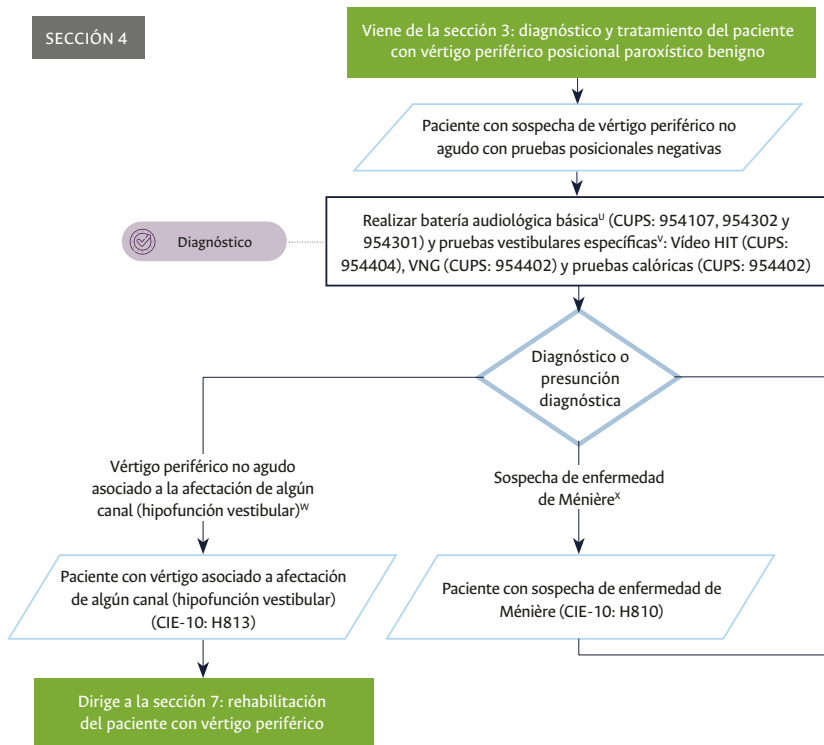 SECCIÓN 4
Viene de la sección 3: diagnóstico y tratamiento del paciente
con vértigo periférico posicional paroxístico benigno
Paciente con sospecha de vértigo periférico no
agudo con pruebas posicionales negativas
Diagnóstico
Realizar batería audiológica básicaᵁ (CUPS: 954107, 954302 y
954301) y pruebas vestibulares específicasⱽ: Vídeo HIT (CUPS:
954404), VNG (CUPS: 954402) y pruebas calóricas (CUPS: 954402)
Diagnóstico o
presunción
diagnóstica
Vértigo periférico no agudo
asociado a la afectación de algún
canal (hipofunción vestibular)ᵂ
Sospecha de enfermedad
de Ménièreˣ
Paciente con vértigo asociado a afectación
de algún canal (hipofunción vestibular)
(CIE-10: H813)
Paciente con sospecha de enfermedad de
Ménière (CIE-10: H810)
Dirige a la sección 7: rehabilitación
del paciente con vértigo periférico